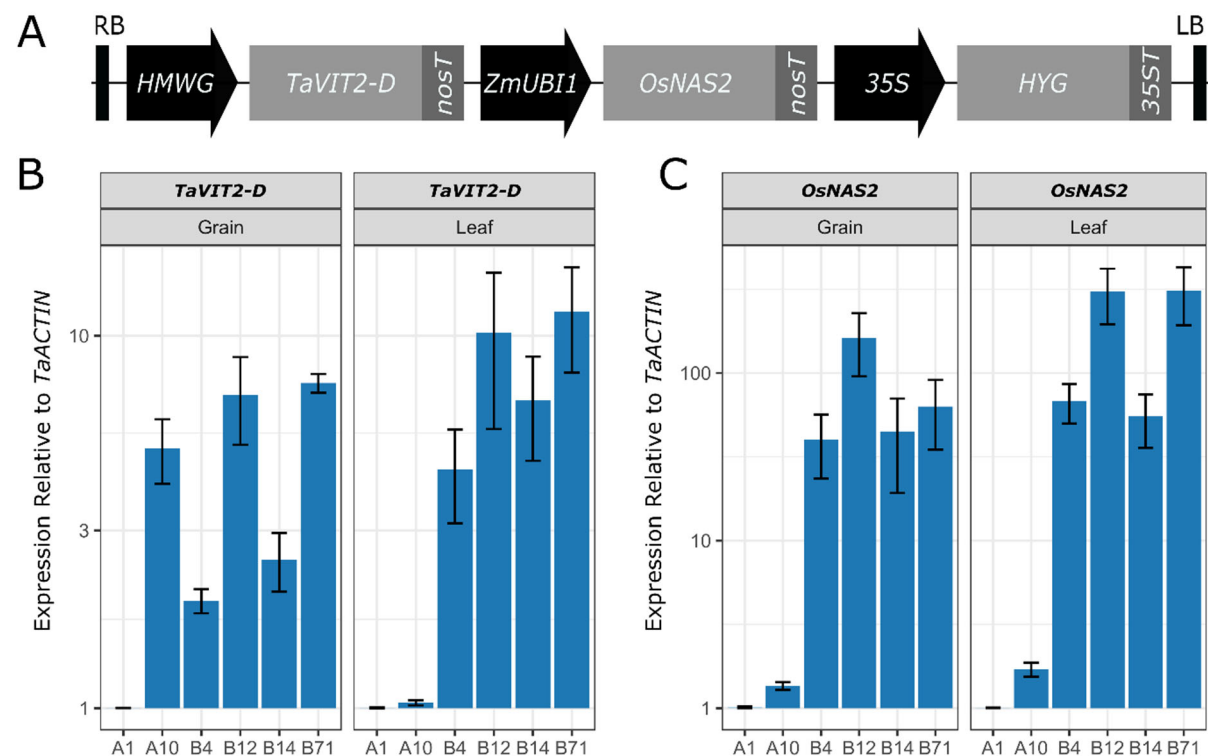 A
RB
LB
HMWG
TaVIT2-D
nosT
ZmUBI1
OsNAS2
nosT
35S
HYG
35ST
B
TaVIT2-D
TaVIT2-D
Grain
Leaf
Expression Relative to TaACTIN
10
3
1
A1 A10 B4 B12 B14 B71
A1 A10 B4 B12 B14 B71
C
OsNAS2
OsNAS2
Grain
Leaf
Expression Relative to TaACTIN
100
10
1
A1 A10 B4 B12 B14 B71
A1 A10 B4 B12 B14 B71